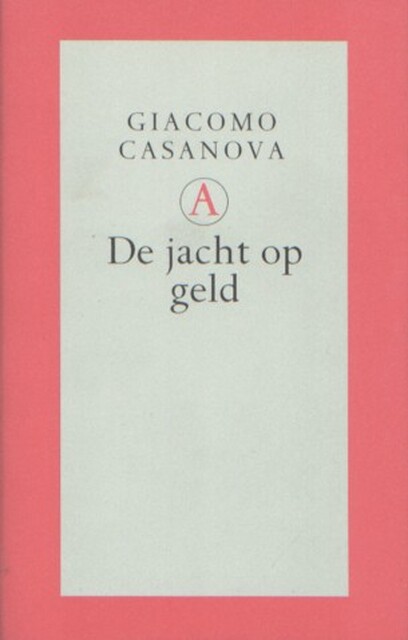 GIACOMO
CASANOVA
A
De jacht op
geld